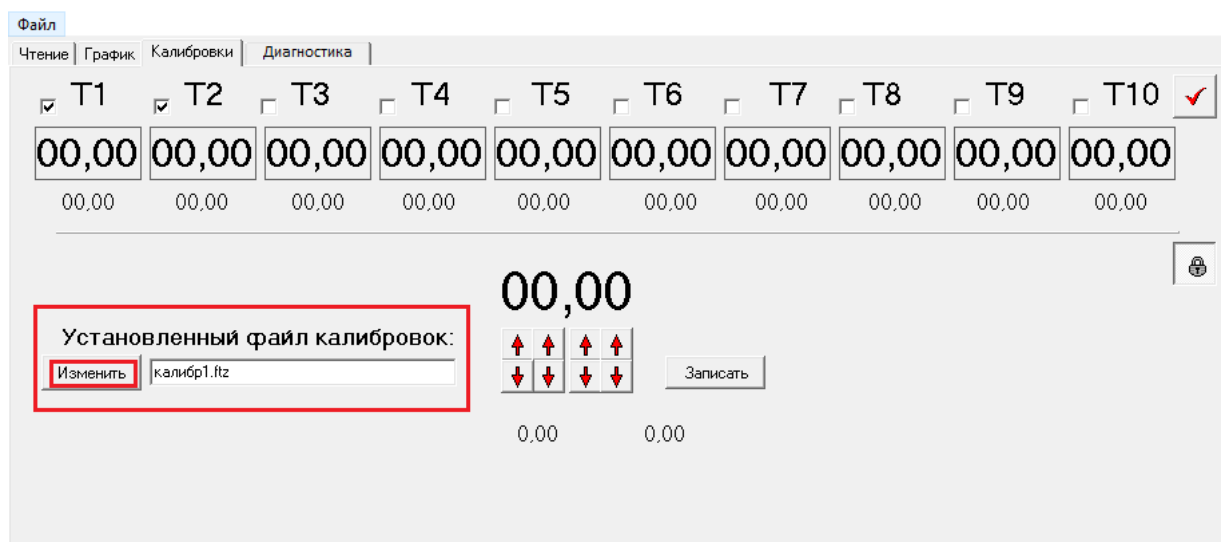 Файл
Чтение График Калибровки Диагностика
T1 T2 T3 T4 T5 T6 T7 T8 T9 T10
00,00 00,00 00,00 00,00 00,00 00,00 00,00 00,00 00,00 00,00
00,00 00,00 00,00 00,00 00,00 00,00 00,00 00,00 00,00 00,00
00,00
Установленный файл калибровок:
Изменить калибр1.ftz
Записать
0,00 0,00